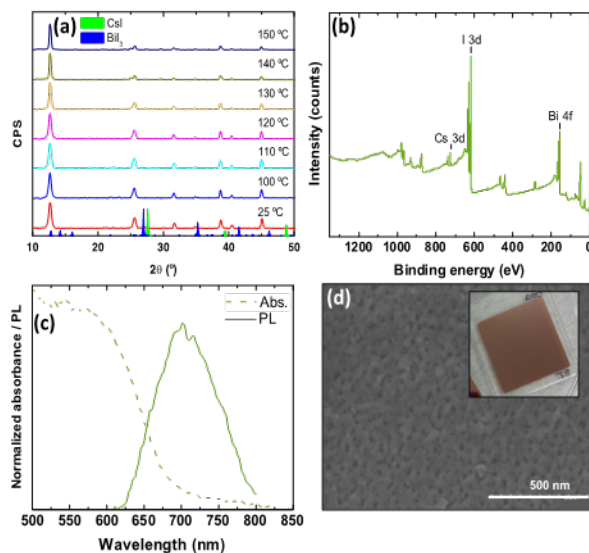 (a)
CsI
BiI3
150 ºC
140 ºC
130 ºC
120 ºC
110 ºC
100 ºC
25 ºC
CPS
10 20 30 40 50
2θ (º)
(b)
I 3d
Cs 3d
Bi 4f
Intensity (counts)
1200 1000 800 600 400 200 0
Binding energy (eV)
(c)
Abs.
PL
Normalized absorbance / PL
500 550 600 650 700 750 800 850
Wavelength (nm)
(d)
500 nm